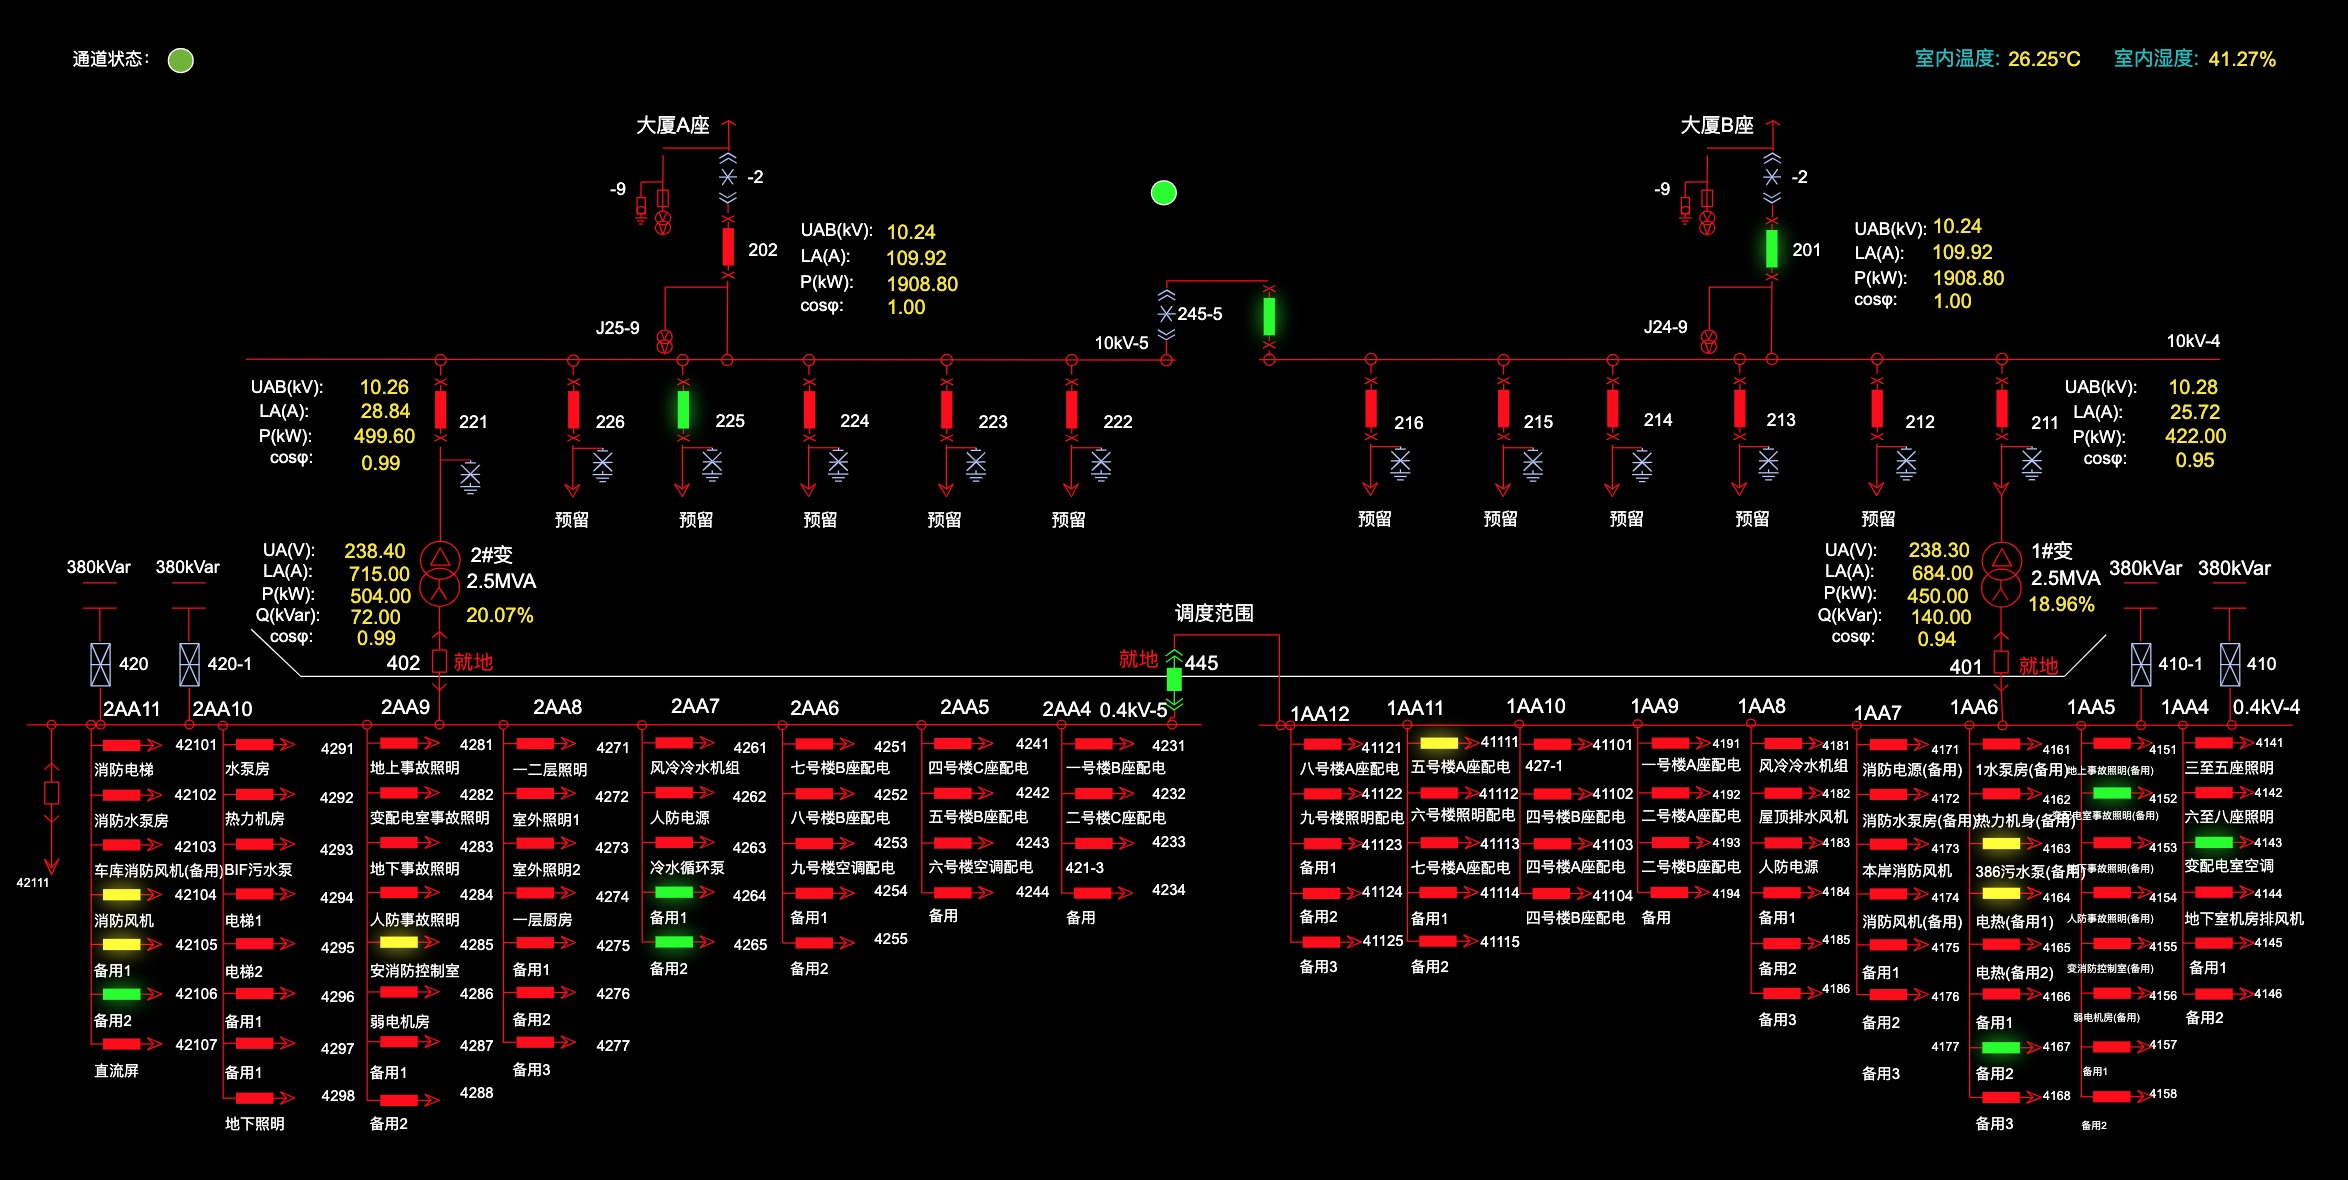 通道状态：
室内温度: 26.25°C 室内湿度: 41.27%
大厦A座
-9
-2
202
UAB(kV): 10.24
LA(A): 109.92
P(kW): 1908.80
cosφ: 1.00
J25-9
大厦B座
-9
-2
201
UAB(kV): 10.24
LA(A): 109.92
P(kW): 1908.80
cosφ: 1.00
J24-9
245-5
10kV-5
10kV-4
UAB(kV): 10.26
LA(A): 28.84
P(kW): 499.60
cosφ: 0.99
221
226
225
224
223
222
预留
预留
预留
预留
预留
216
215
214
213
212
211
预留
预留
预留
预留
预留
UAB(kV): 10.28
LA(A): 25.72
P(kW): 422.00
cosφ: 0.95
380kVar
380kVar
420
420-1
UA(V): 238.40
LA(A): 715.00
P(kW): 504.00
Q(kVar): 72.00
cosφ: 0.99
2#变
2.5MVA
20.07%
402
就地
调度范围
就地
445
UA(V): 238.30
LA(A): 684.00
P(kW): 450.00
Q(kVar): 140.00
cosφ: 0.94
1#变
2.5MVA
18.96%
401
就地
380kVar
380kVar
410-1
410
42111
2AA11
42101
消防电梯
42102
消防水泵房
42103
车库消防风机(备用)
42104
消防风机
42105
备用1
42106
备用2
42107
直流屏
2AA10
4291
水泵房
4292
热力机房
4293
BIF污水泵
4294
电梯1
4295
电梯2
4296
备用1
4297
备用1
4298
地下照明
2AA9
4281
地上事故照明
4282
变配电室事故照明
4283
地下事故照明
4284
人防事故照明
4285
安消防控制室
4286
弱电机房
4287
备用1
4288
备用2
2AA8
4271
一二层照明
4272
室外照明1
4273
室外照明2
4274
一层厨房
4275
备用1
4276
备用2
4277
备用3
2AA7
4261
风冷冷水机组
4262
人防电源
4263
冷水循环泵
4264
备用1
4265
备用2
2AA6
4251
七号楼B座配电
4252
八号楼B座配电
4253
九号楼空调配电
4254
备用1
4255
备用2
2AA5
4241
四号楼C座配电
4242
五号楼B座配电
4243
六号楼空调配电
4244
备用
2AA4
0.4kV-5
4231
一号楼B座配电
4232
二号楼C座配电
4233
421-3
4234
备用
1AA12
41121
八号楼A座配电
41122
九号楼照明配电
41123
备用1
41124
备用2
41125
备用3
1AA11
41111
五号楼A座配电
41112
六号楼照明配电
41113
七号楼A座配电
41114
备用1
41115
备用2
1AA10
41101
427-1
41102
四号楼B座配电
41103
四号楼A座配电
41104
四号楼B座配电
1AA9
4191
一号楼A座配电
4192
二号楼A座配电
4193
二号楼B座配电
4194
备用
1AA8
4181
风冷冷水机组
4182
屋顶排水风机
4183
人防电源
4184
备用1
4185
备用2
4186
备用3
1AA7
4171
消防电源(备用)
4172
消防水泵房(备用)
4173
本岸消防风机
4174
消防风机(备用)
4175
备用1
4176
备用2
4177
备用3
1AA6
4161
1水泵房(备用)
4162
热力机身(备用)
4163
386污水泵(备用)
4164
电热(备用1)
4165
电热(备用2)
4166
备用1
4167
备用2
4168
备用3
1AA5
4151
地上事故照明(备用)
4152
配电室事故照明(备用)
4153
下事故照明(备用)
4154
人防事故照明(备用)
4155
变消防控制室(备用)
4156
弱电机房(备用)
4157
备用1
4158
备用2
1AA4
0.4kV-4
4141
三至五座照明
4142
六至八座照明
4143
变配电室空调
4144
地下室机房排风机
4145
备用1
4146
备用2